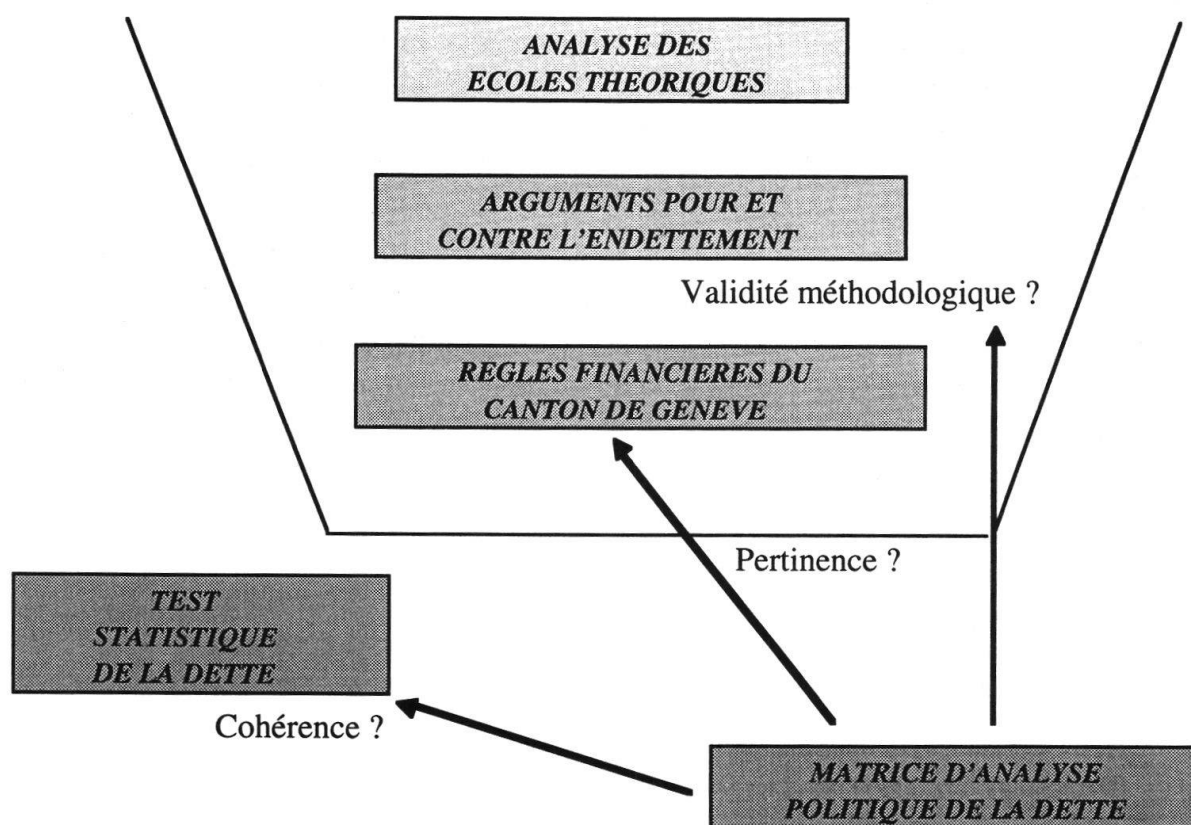 ANALYSE DES
ECOLES THEORIQUES
ARGUMENTS POUR ET
CONTRE L'ENDETTEMENT
Validité méthodologique ?
REGLES FINANCIERES DU
CANTON DE GENEVE
Pertinence ?
TEST
STATISTIQUE
DE LA DETTE
Cohérence ?
MATRICE D'ANALYSE
POLITIQUE DE LA DETTE